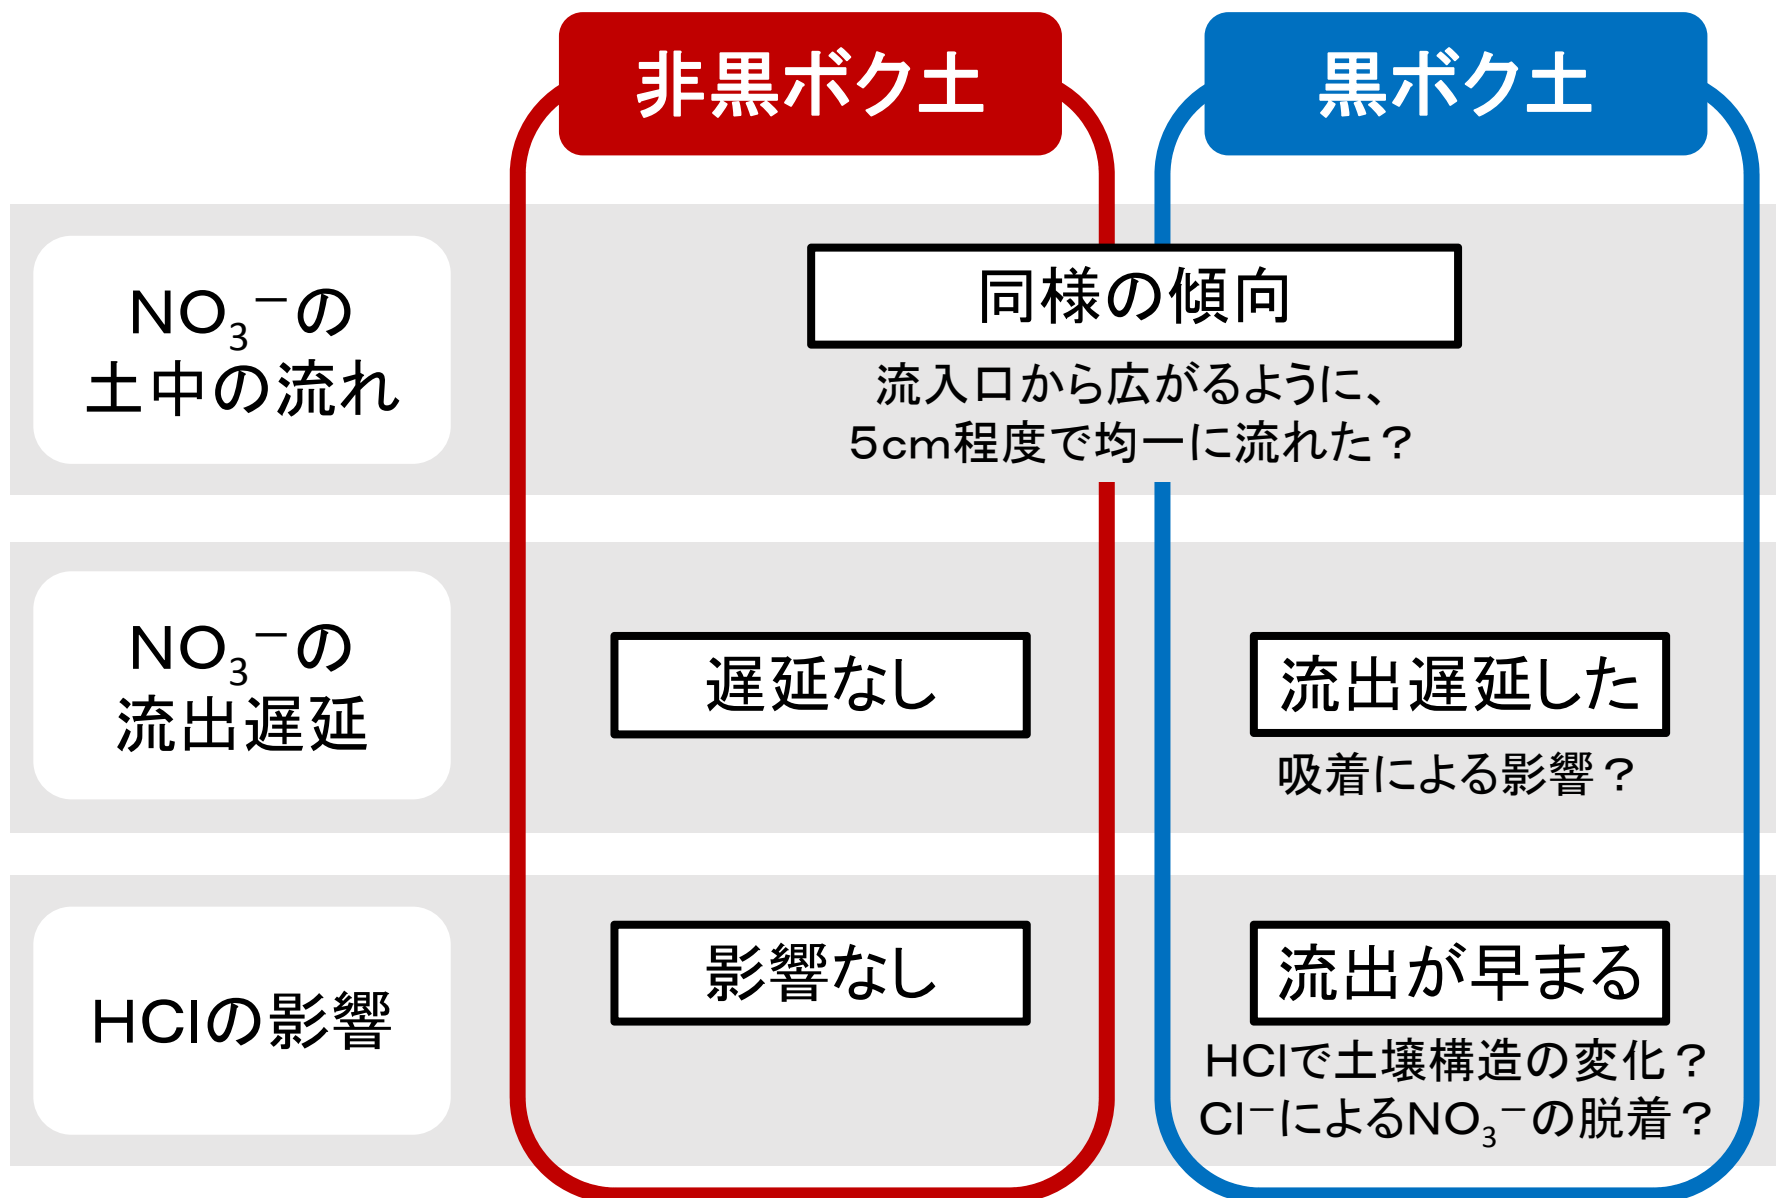 非黒ボク土
黒ボク土
NO₃⁻の
土中の流れ
同様の傾向
流入口から広がるように、
5cm程度で均一に流れた？
NO₃⁻の
流出遅延
遅延なし
流出遅延した
吸着による影響？
HClの影響
影響なし
流出が早まる
HClで土壌構造の変化？
Cl⁻によるNO₃⁻の脱着？